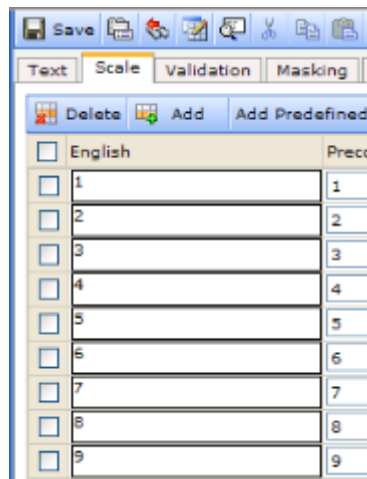 Save
Text Scale Validation Masking
Delete Add Add Predefined
English Preco
1 1
2 2
3 3
4 4
5 5
6 6
7 7
8 8
9 9